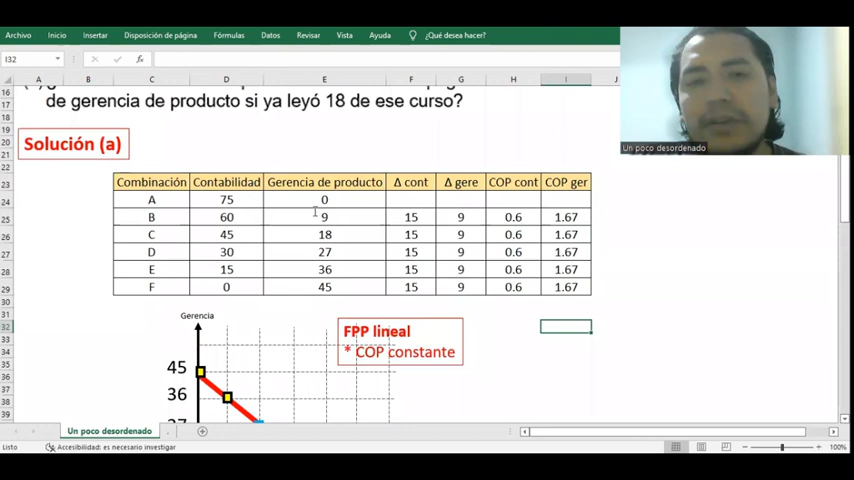 Archivo Inicio Disposición de página Fórmulas Datos Revisar Vista Ayuda ¿Qué desea hacer?
I32 fx
A B C D E F G H I J
16
17 de gerencia de producto si ya leyó 18 de ese curso?
18
19
20 Solución (a)
21
22
23 Combinación Contabilidad Gerencia de producto Δ cont Δ gere COP cont COP ger
24 A 75 0
25 B 60 9 15 9 0.6 1.67
26 C 45 18 15 9 0.6 1.67
27 D 30 27 15 9 0.6 1.67
28 E 15 36 15 9 0.6 1.67
29 F 0 45 15 9 0.6 1.67
30
31 Gerencia
32 FPP lineal
33
34 * COP constante
35 45
36
37 36
38
39
Un poco desordenado
Un poco desordenado
Listo Accesibilidad: es necesario investigar 100%